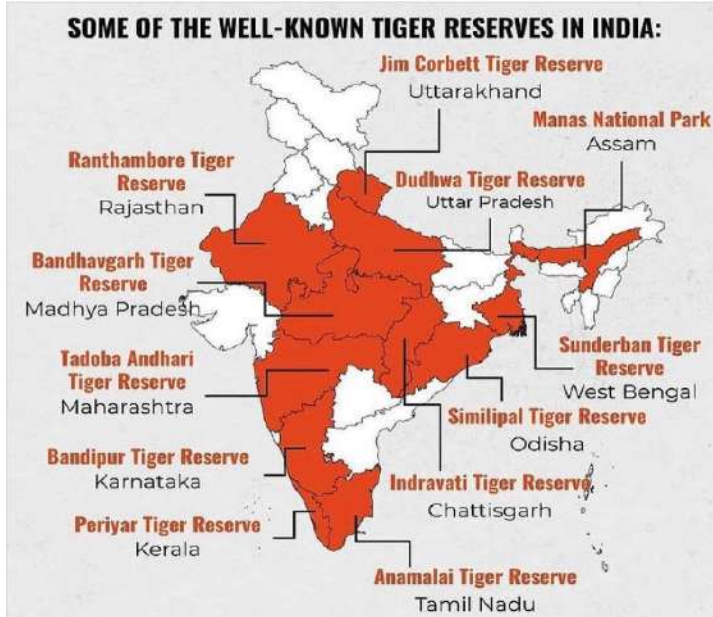 SOME OF THE WELL-KNOWN TIGER RESERVES IN INDIA:
Jim Corbett Tiger Reserve
Uttarakhand
Manas National Park
Assam
Ranthambore Tiger
Reserve
Rajasthan
Dudhwa Tiger Reserve
Uttar Pradesh
Bandhavgarh Tiger
Reserve
Madhya Pradesh
Sunderban Tiger
Reserve
West Bengal
Tadoba Andhari
Tiger Reserve
Maharashtra
Similipal Tiger Reserve
Odisha
Bandipur Tiger Reserve
Karnataka
Indravati Tiger Reserve
Chattisgarh
Periyar Tiger Reserve
Kerala
Anamalai Tiger Reserve
Tamil Nadu